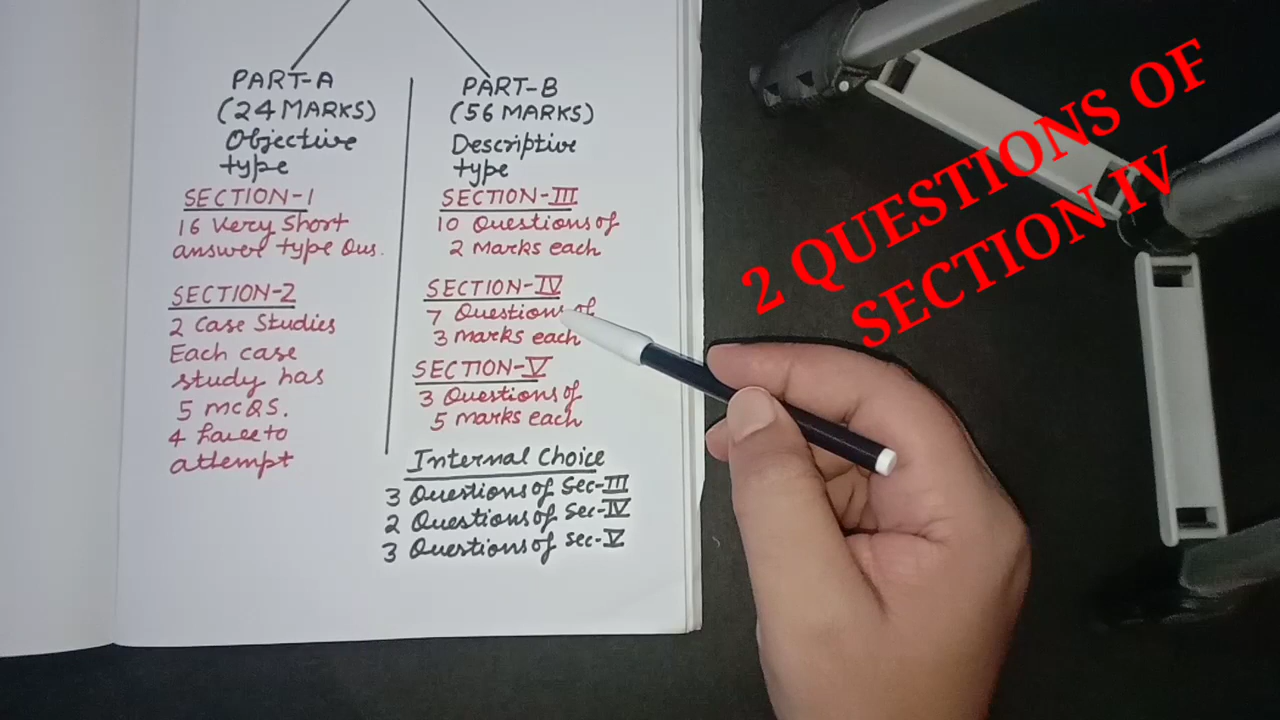 PART-A
(24 MARKS)
Objective
type
SECTION-1
16 Very Short
answer type Qus.
SECTION-2
2 Case Studies
Each case
study has
5 MCQS.
4 have to
attempt
PART-B
(56 MARKS)
Descriptive
type
SECTION-III
10 Questions of
2 Marks each
SECTION-IV
7 Questions of
3 marks each
SECTION-V
3 Questions of
5 marks each
Internal Choice
3 Questions of Sec-III
2 Questions of Sec-IV
3 Questions of Sec-V
2 QUESTIONS OF
SECTION IV